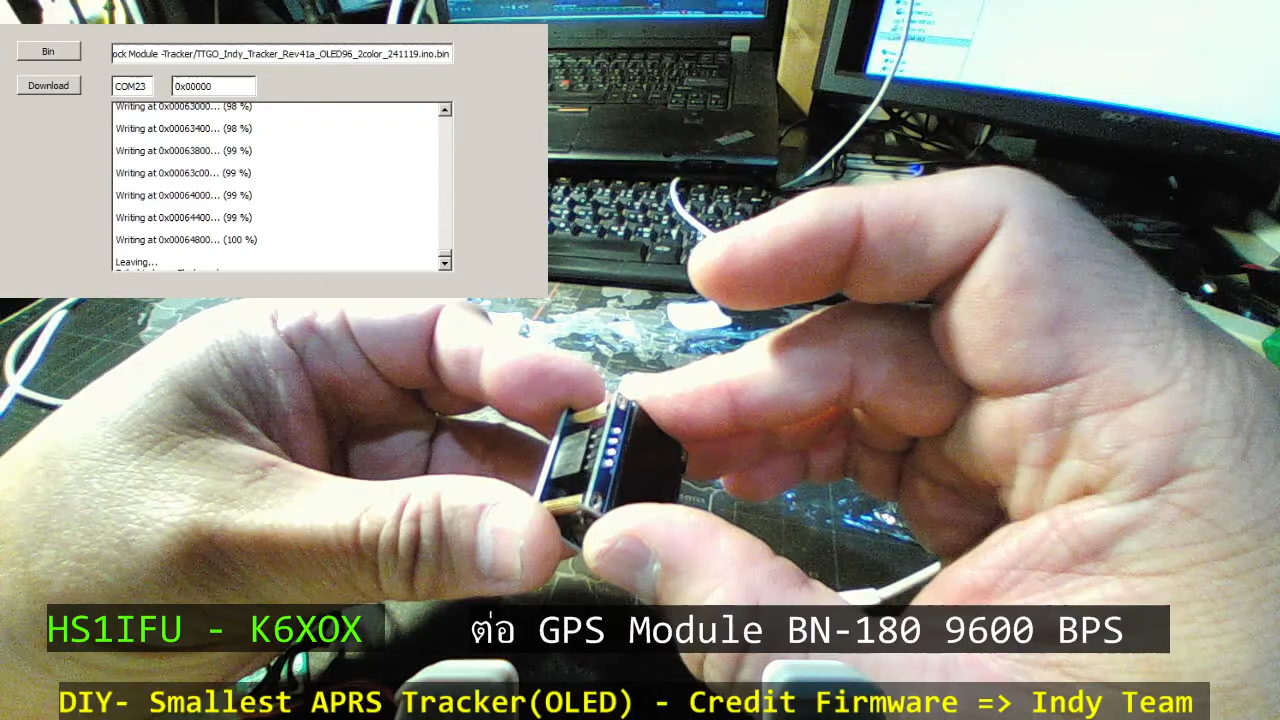 Bin
ock Module -Tracker/TTGO_Indy_Tracker_Rev41a_OLED96_2color_241119.ino.bin
Download
COM23
0x00000
Writing at 0x00063000... (98 %)
Writing at 0x00063400... (98 %)
Writing at 0x00063800... (99 %)
Writing at 0x00063c00... (99 %)
Writing at 0x00064000... (99 %)
Writing at 0x00064400... (99 %)
Writing at 0x00064800... (100 %)
Leaving...
HS1IFU - K6XOX
ต่อ GPS Module BN-180 9600 BPS
DIY- Smallest APRS Tracker(OLED) - Credit Firmware => Indy Team